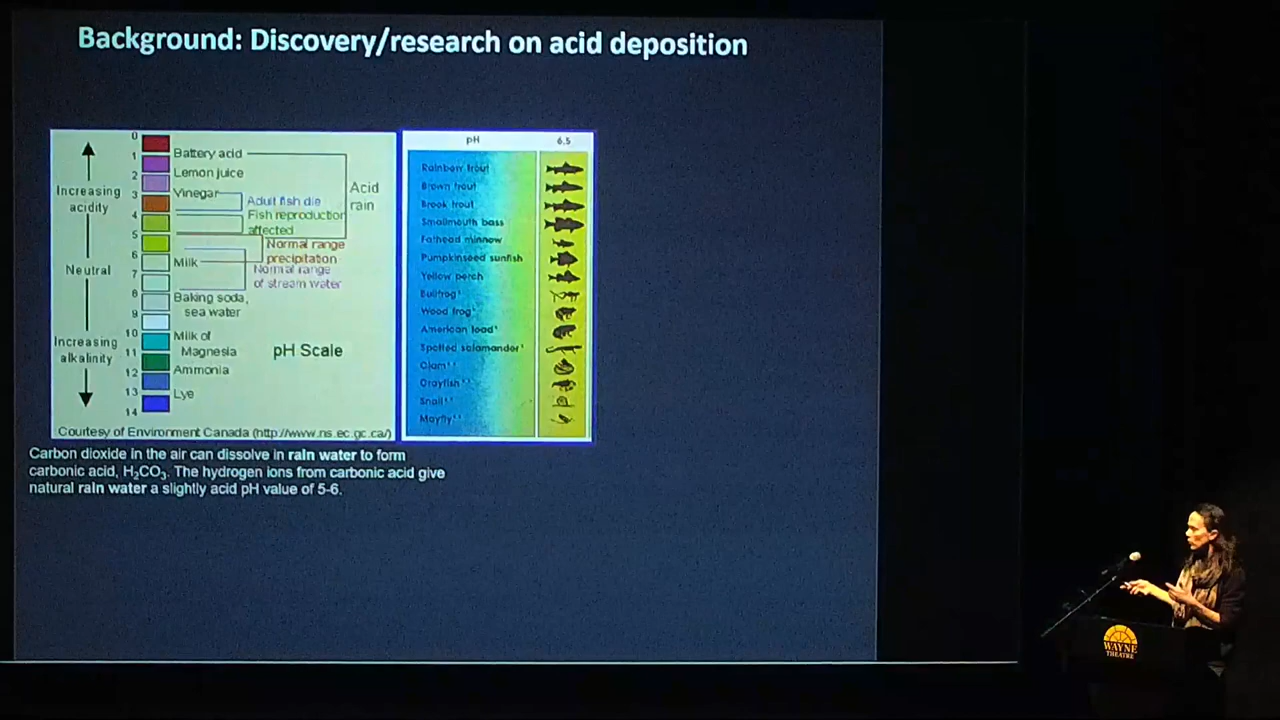 Background: Discovery/research on acid deposition
0
1
2
3
4
5
6
7
8
9
10
11
12
13
14
Increasing
acidity
Neutral
Increasing
alkalinity
Battery acid
Lemon juice
Vinegar
Adult fish die
Fish reproduction
affected
Acid
rain
Normal range
precipitation
Milk
Normal range
of stream water
Baking soda,
sea water
Milk of
Magnesia
Ammonia
Lye
pH Scale
Courtesy of Environment Canada (http://www.ns.ec.gc.ca/)
pH 6.5
Rainbow trout
Brown trout
Brook trout
Smallmouth bass
Fathead minnow
Pumpkinseed sunfish
Yellow perch
Bullfrog
Wood frog
American toad
Spotted salamander
Clam
Crayfish
Snail
Mayfly
Carbon dioxide in the air can dissolve in rain water to form
carbonic acid, H₂CO₃. The hydrogen ions from carbonic acid give
natural rain water a slightly acid pH value of 5-6.
WAYNE
THEATRE